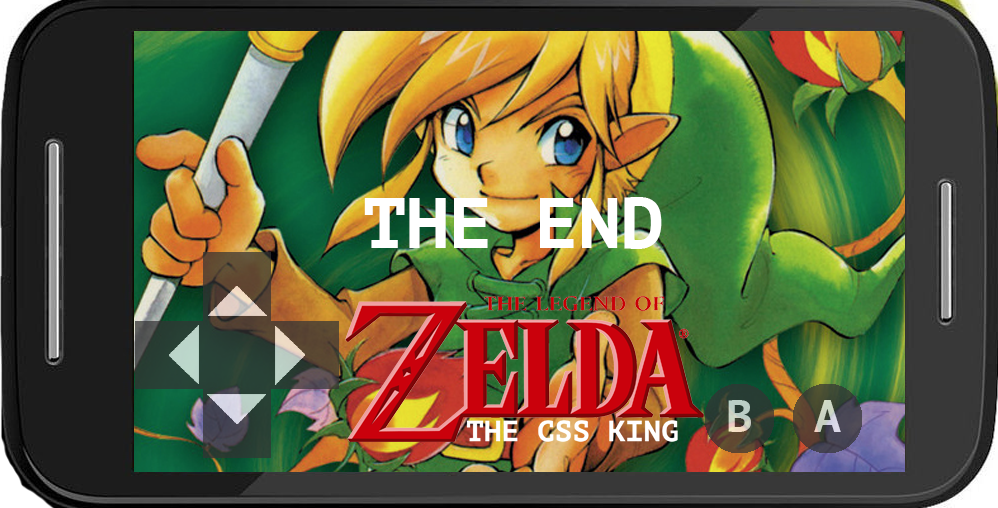 THE END
THE LEGEND OF
ZELDA®
THE CSS KING
B A